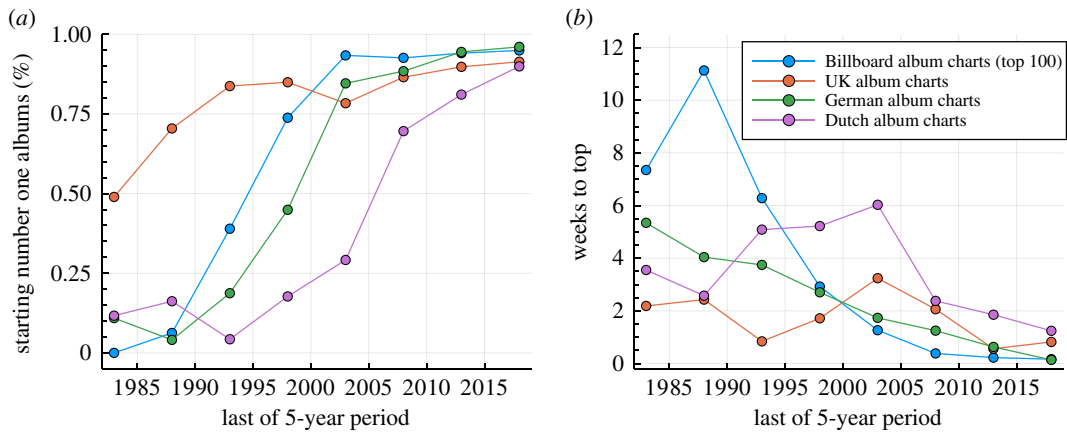 (a)
(b)
starting number one albums (%)
1.00
0.75
0.50
0.25
0
1985 1990 1995 2000 2005 2010 2015
last of 5-year period
weeks to top
12
10
8
6
4
2
0
Billboard album charts (top 100)
UK album charts
German album charts
Dutch album charts
1985 1990 1995 2000 2005 2010 2015
last of 5-year period